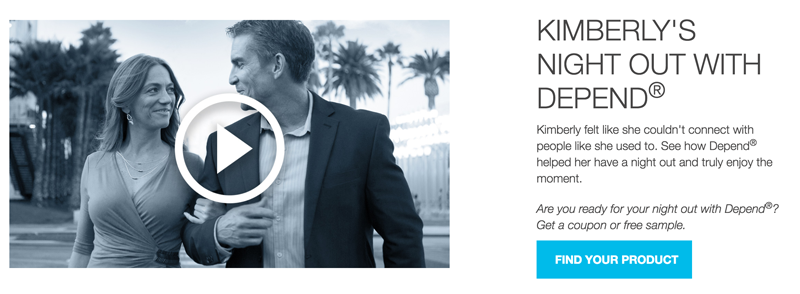 KIMBERLY'S
NIGHT OUT WITH
DEPEND®
Kimberly felt like she couldn't connect with
people like she used to. See how Depend®
helped her have a night out and truly enjoy the
moment.
Are you ready for your night out with Depend®?
Get a coupon or free sample.
FIND YOUR PRODUCT